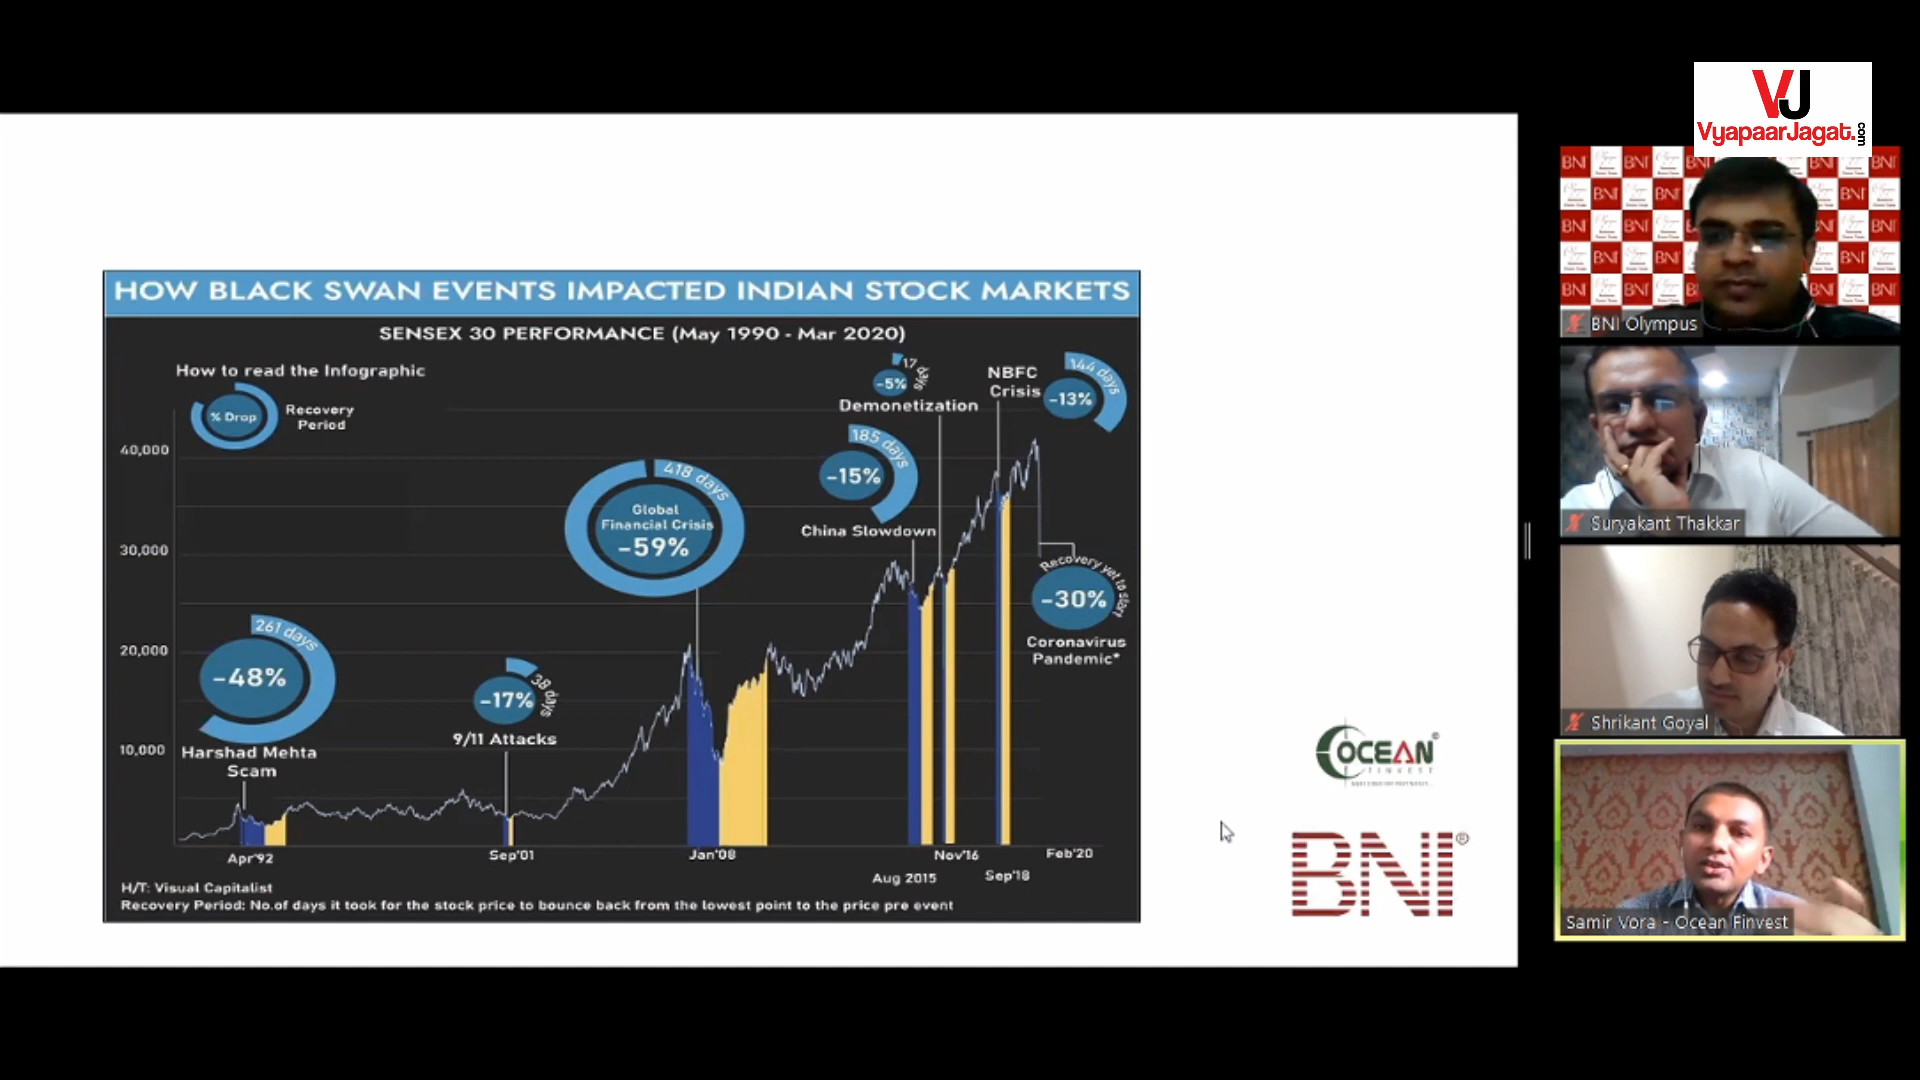 VJ
VyapaarJagat.com
HOW BLACK SWAN EVENTS IMPACTED INDIAN STOCK MARKETS
SENSEX 30 PERFORMANCE (May 1990 - Mar 2020)
How to read the Infographic
% Drop
Recovery
Period
40,000
30,000
20,000
10,000
261 days
-48%
Harshad Mehta
Scam
38 days
-17%
9/11 Attacks
418 days
Global
Financial Crisis
-59%
185 days
-15%
China Slowdown
17 days
-5%
Demonetization
NBFC
Crisis
144 days
-13%
Recovery yet to start
-30%
Coronavirus
Pandemic*
Apr'92
Sep'01
Jan'08
Aug 2015
Nov'16
Sep'18
Feb'20
H/T: Visual Capitalist
Recovery Period: No.of days it took for the stock price to bounce back from the lowest point to the price pre event
OCEAN
FINVEST
BNI®
BNI Olympus
Suryakant Thakkar
Shrikant Goyal
Samir Vora - Ocean Finvest